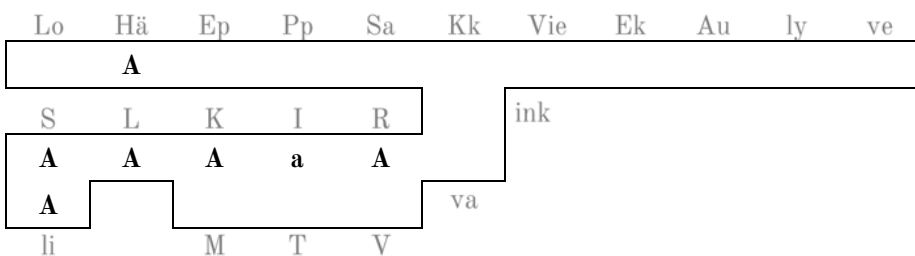 Lo Hä Ep Pp Sa Kk Vie Ek Au ly ve
A
S L K I R ink
A A A a A
A va
li M T V